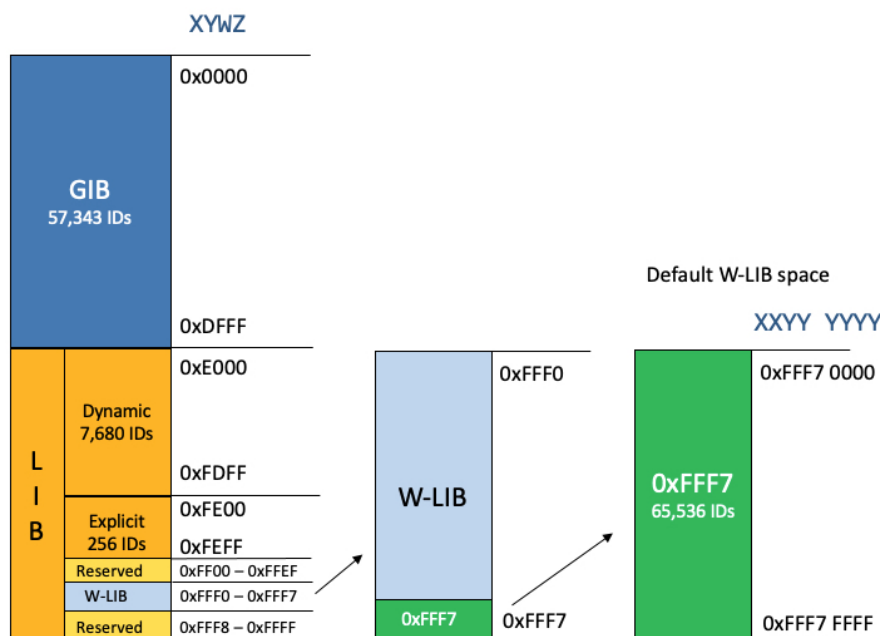 XYWZ
GIB
57,343 IDs
0x0000
0xDFFF
L
I
B
Dynamic
7,680 IDs
0xE000
0xFDFF
Explicit
256 IDs
0xFE00
0xFEFF
Reserved 0xFF00 – 0xFFEF
W-LIB 0xFFF0 – 0xFFF7
Reserved 0xFFF8 – 0xFFFF
W-LIB
0xFFF0
0xFFF7 0xFFF7
Default W-LIB space
XXYY YYYY
0xFFF7 0000
0xFFF7
65,536 IDs
0xFFF7 FFFF